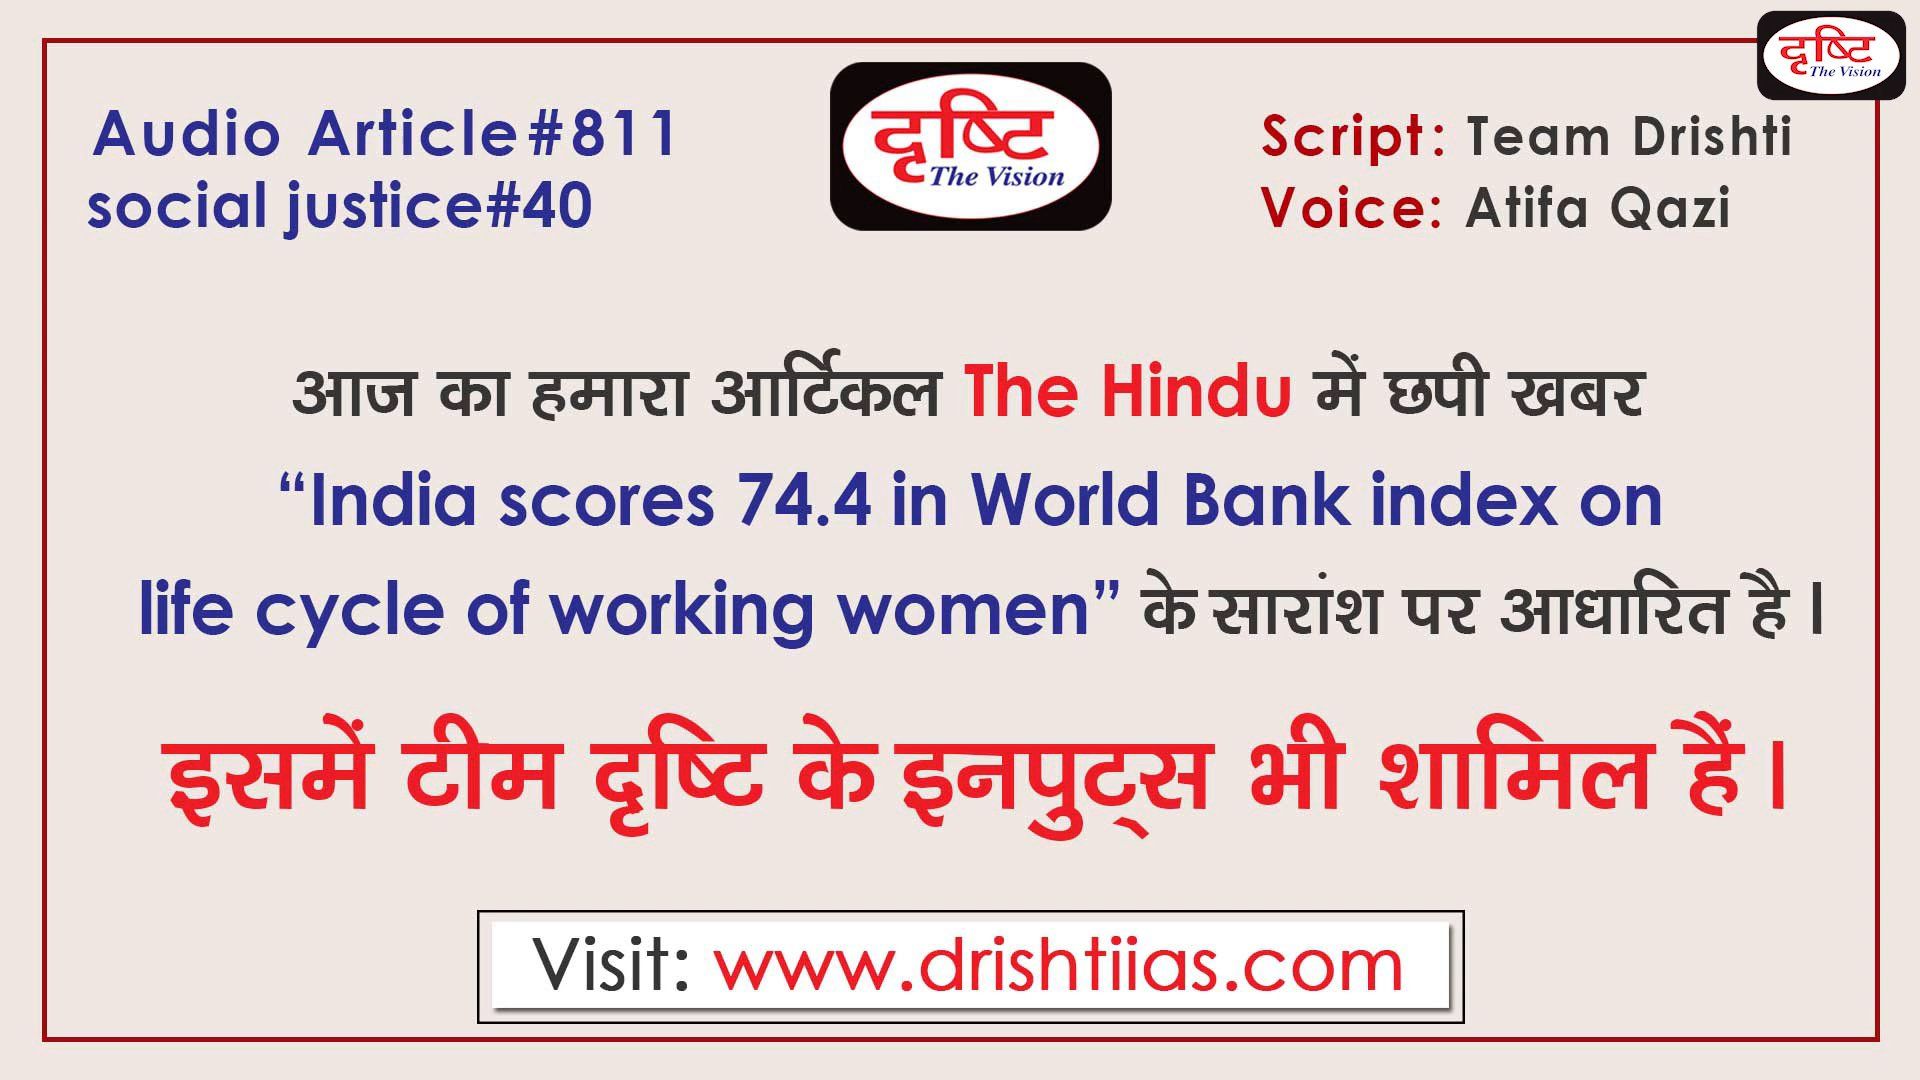 Audio Article#811
social justice#40
दृष्टि
The Vision
Script: Team Drishti
Voice: Atifa Qazi
दृष्टि
The Vision
आज का हमारा आर्टिकल The Hindu में छपी खबर
“India scores 74.4 in World Bank index on
life cycle of working women” के सारांश पर आधारित है।
इसमें टीम दृष्टि के इनपुट्स भी शामिल हैं।
Visit: www.drishtiias.com